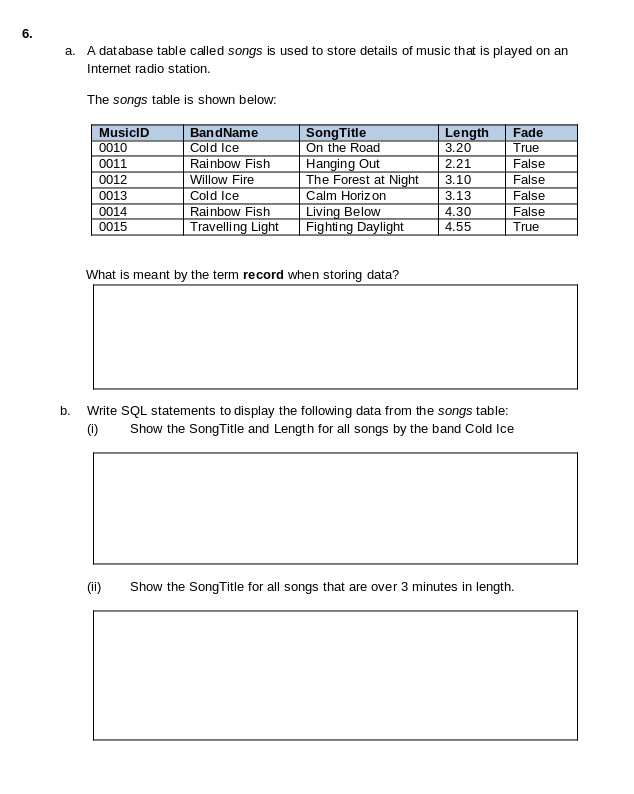 6.
a. A database table called songs is used to store details of music that is played on an
Internet radio station.
The songs table is shown below:
MusicID BandName SongTitle Length Fade
0010 Cold Ice On the Road 3.20 True
0011 Rainbow Fish Hanging Out 2.21 False
0012 Willow Fire The Forest at Night 3.10 False
0013 Cold Ice Calm Horizon 3.13 False
0014 Rainbow Fish Living Below 4.30 False
0015 Travelling Light Fighting Daylight 4.55 True
What is meant by the term record when storing data?
b. Write SQL statements to display the following data from the songs table:
(i) Show the SongTitle and Length for all songs by the band Cold Ice
(ii) Show the SongTitle for all songs that are over 3 minutes in length.